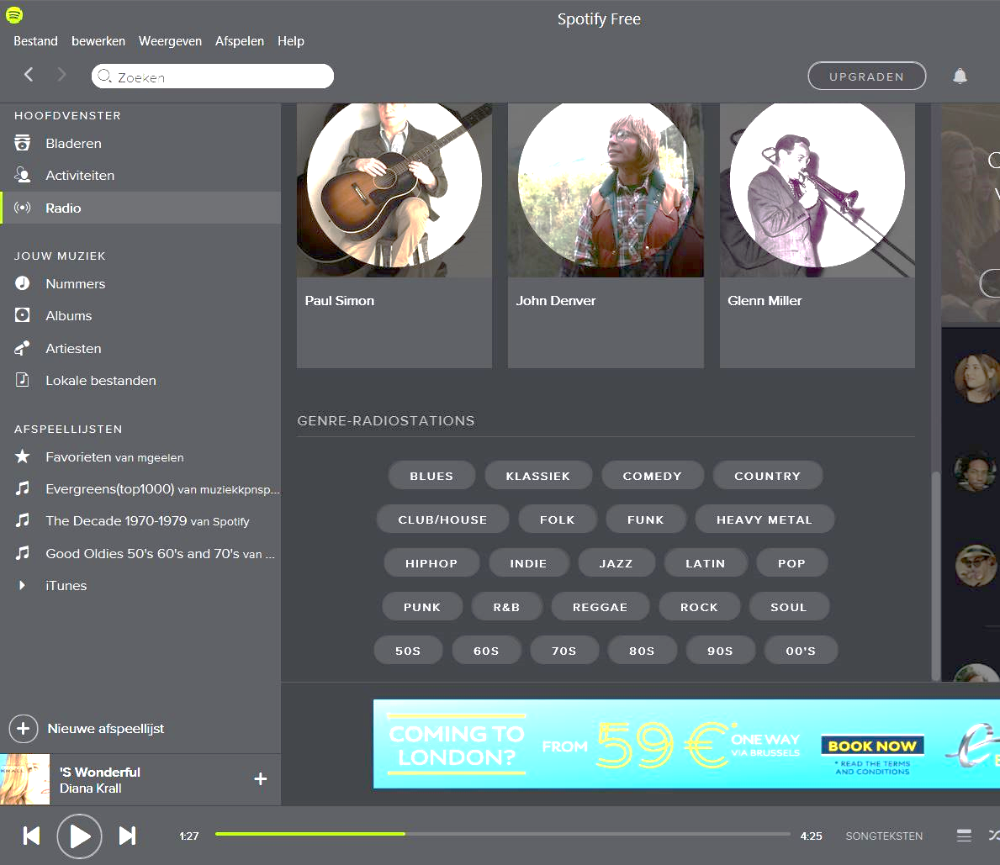 Spotify Free
Bestand bewerken Weergeven Afspelen Help
Zoeken
UPGRADEN
HOOFDVENSTER
Bladeren
Activiteiten
Radio
JOUW MUZIEK
Nummers
Albums
Artiesten
Lokale bestanden
AFSPEELLIJSTEN
Favorieten van mgeelen
Evergreens(top1000) van muziekkpnsp...
The Decade 1970-1979 van Spotify
Good Oldies 50's 60's and 70's van ...
iTunes
Nieuwe afspeellijst
KRALL
'S Wonderful
Diana Krall
Paul Simon
John Denver
Glenn Miller
GENRE-RADIOSTATIONS
BLUES KLASSIEK COMEDY COUNTRY
CLUB/HOUSE FOLK FUNK HEAVY METAL
HIPHOP INDIE JAZZ LATIN POP
PUNK R&B REGGAE ROCK SOUL
50S 60S 70S 80S 90S 00'S
COMING TO
LONDON?
FROM 59€*
ONE WAY
VIA BRUSSELS
BOOK NOW
* READ THE TERMS
AND CONDITIONS
1:27
4:25
SONGTEKSTEN